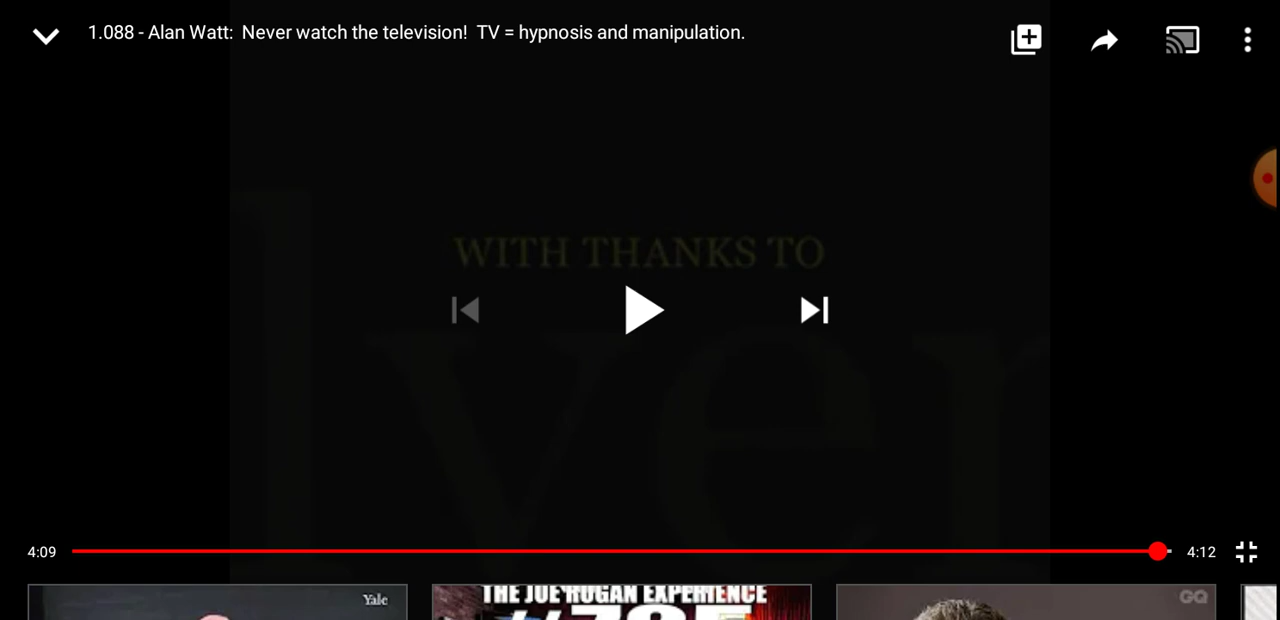 1.088 - Alan Watt:  Never watch the television!  TV = hypnosis and manipulation.
WITH THANKS TO
lver
4:09
4:12
Yale
THE JOE ROGAN EXPERIENCE
GQ